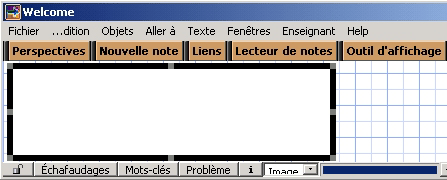 Welcome
Fichier ...dition Objets Aller à Texte Fenêtres Enseignant Help
Perspectives Nouvelle note Liens Lecteur de notes Outil d'affichage
Échafaudages Mots-clés Problème i Image